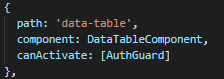 {
path: 'data-table',
component: DataTableComponent,
canActivate: [AuthGuard]
},